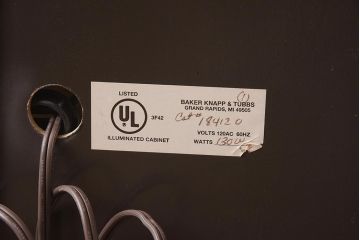 LISTED
UL
3F42
ILLUMINATED CABINET
(1)
BAKER KNAPP & TUBBS
GRAND RAPIDS, MI 49505
Cat# 18412 0
VOLTS 120AC 60HZ
WATTS 130W